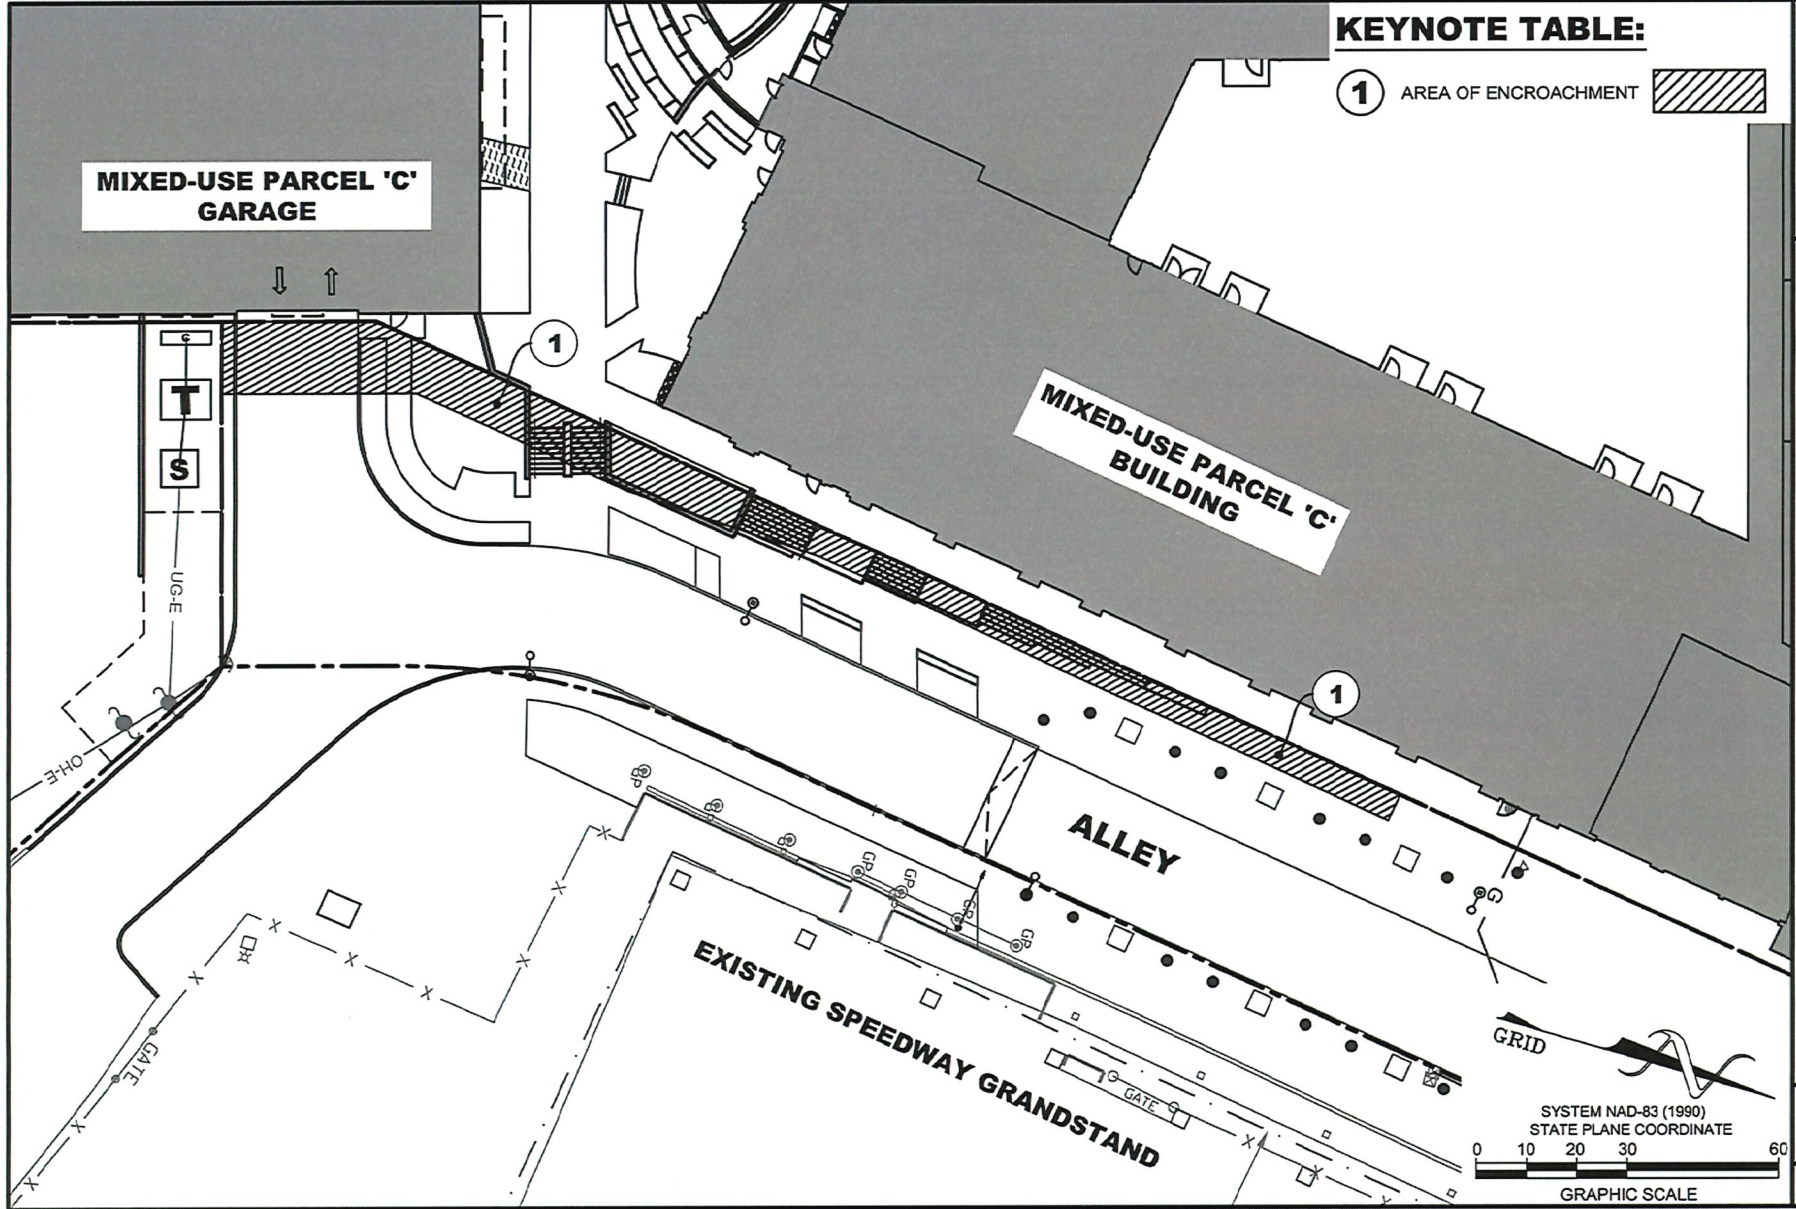 KEYNOTE TABLE:
1 AREA OF ENCROACHMENT
MIXED-USE PARCEL 'C'
GARAGE
1
C
T
S
MIXED-USE PARCEL 'C'
BUILDING
UG-E
1
OH-E
ALLEY
GP
GP
GP
GP
GP
G
EXISTING SPEEDWAY GRANDSTAND
GRID
GATE
GATE
SYSTEM NAD-83 (1990)
STATE PLANE COORDINATE
0 10 20 30 60
GRAPHIC SCALE